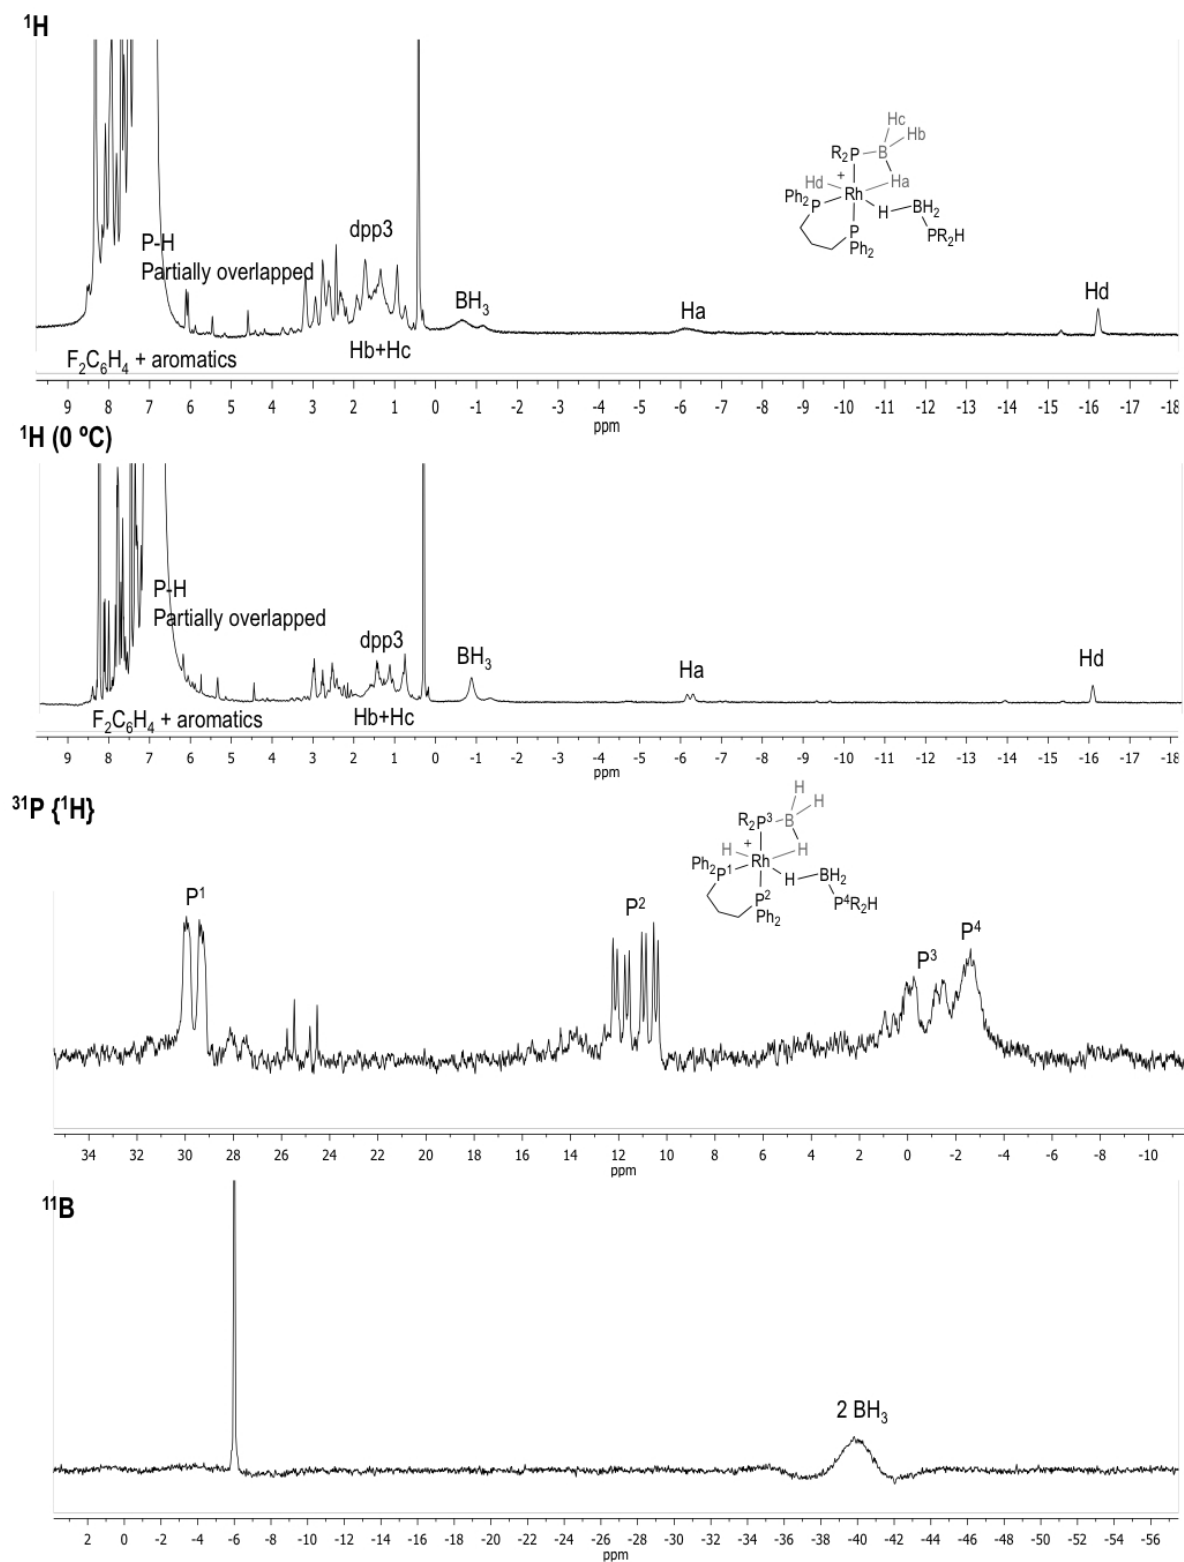 ¹H
Hc
Hb
R₂P
B
+
Hd
Ha
Rh
Ph₂
P
H
BH₂
P
PR₂H
Ph₂
P-H
Partially overlapped
dpp3
BH₃
Ha
Hd
F₂C₆H₄ + aromatics
Hb+Hc
9 8 7 6 5 4 3 2 1 0 -1 -2 -3 -4 -5 -6 -7 -8 -9 -10 -11 -12 -13 -14 -15 -16 -17 -18
ppm
¹H (0 ºC)
P-H
Partially overlapped
dpp3
BH₃
Ha
Hd
F₂C₆H₄ + aromatics
Hb+Hc
9 8 7 6 5 4 3 2 1 0 -1 -2 -3 -4 -5 -6 -7 -8 -9 -10 -11 -12 -13 -14 -15 -16 -17 -18
ppm
³¹P {¹H}
H
H
R₂P³
B
+
H
H
Rh
Ph₂
P¹
H
BH₂
P²
P⁴R₂H
Ph₂
P¹
P²
P³
P⁴
34 32 30 28 26 24 22 20 18 16 14 12 10 8 6 4 2 0 -2 -4 -6 -8 -10
ppm
¹¹B
2 BH₃
2 0 -2 -4 -6 -8 -10 -12 -14 -16 -18 -20 -22 -24 -26 -28 -30 -32 -34 -36 -38 -40 -42 -44 -46 -48 -50 -52 -54 -56
ppm